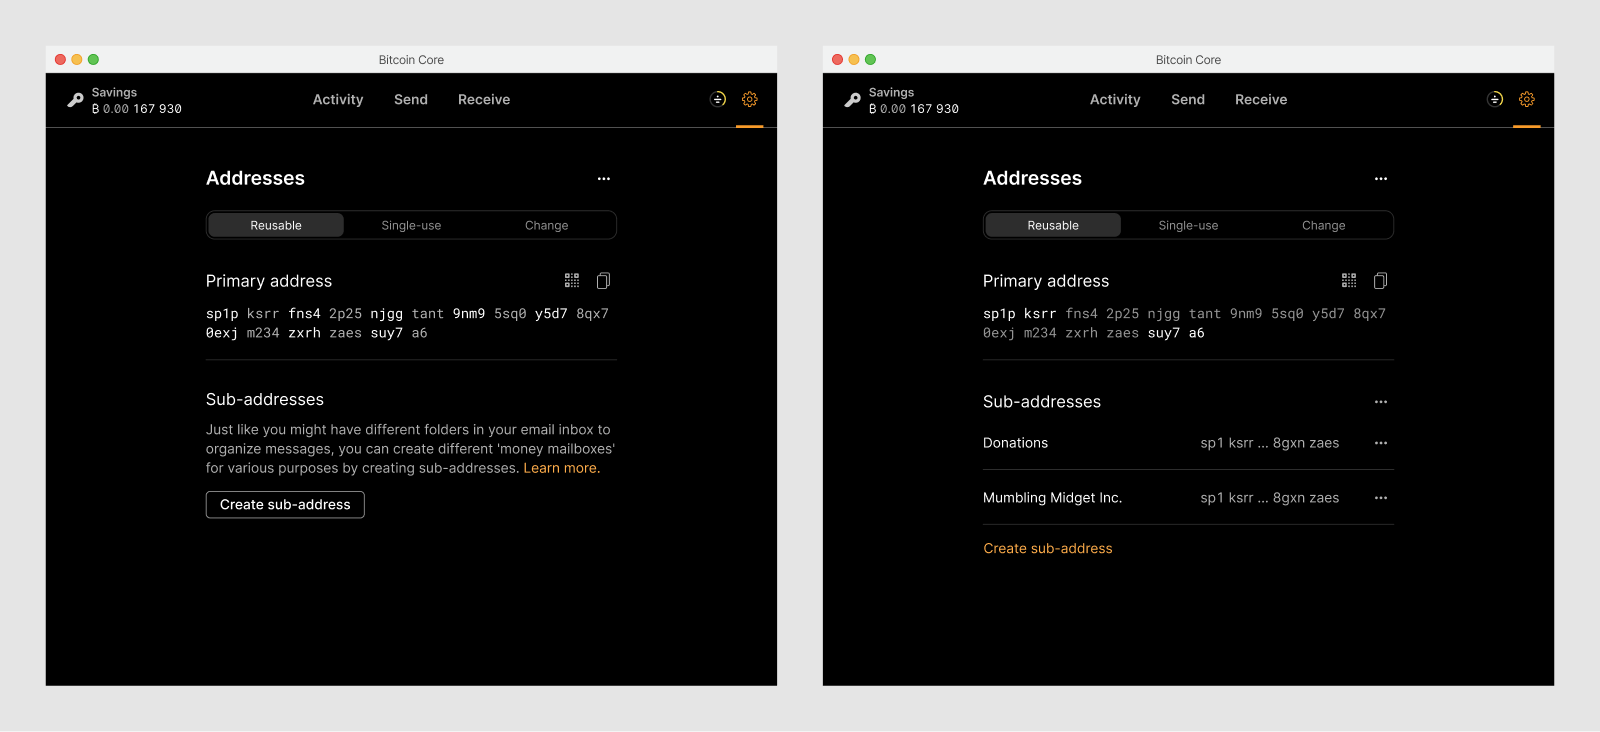 Bitcoin Core
Savings
₿ 0.00 167 930
Activity Send Receive
Addresses
Reusable Single-use Change
Primary address
sp1p ksrr fns4 2p25 njgg tant 9nm9 5sq0 y5d7 8qx7
0exj m234 zxrh zaes suy7 a6
Sub-addresses
Just like you might have different folders in your email inbox to
organize messages, you can create different 'money mailboxes'
for various purposes by creating sub-addresses. Learn more.
Create sub-address
Bitcoin Core
Savings
₿ 0.00 167 930
Activity Send Receive
Addresses
Reusable Single-use Change
Primary address
sp1p ksrr fns4 2p25 njgg tant 9nm9 5sq0 y5d7 8qx7
0exj m234 zxrh zaes suy7 a6
Sub-addresses
Donations sp1 ksrr ... 8gxn zaes
Mumbling Midget Inc. sp1 ksrr ... 8gxn zaes
Create sub-address